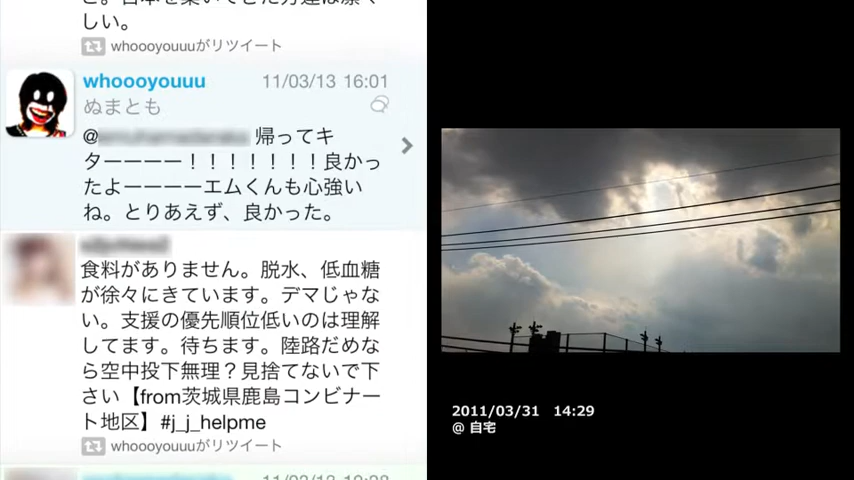 しい。
whoooyouuuがリツイート
whoooyouuu 11/03/13 16:01
ぬまとも
@ 帰ってキ
ターーーー！！！！！！！良かっ
たよーーーーエムくんも心強い
ね。とりあえず、良かった。
食料がありません。脱水、低血糖
が徐々にきています。デマじゃな
い。支援の優先順位低いのは理解
してます。待ちます。陸路だめなな
ら空中投下無理？見捨てないで下
さい【from茨城県鹿島コンビナー
ト地区】#j_j_helpme
whoooyouuuがリツイート
2011/03/31 14:29
@ 自宅